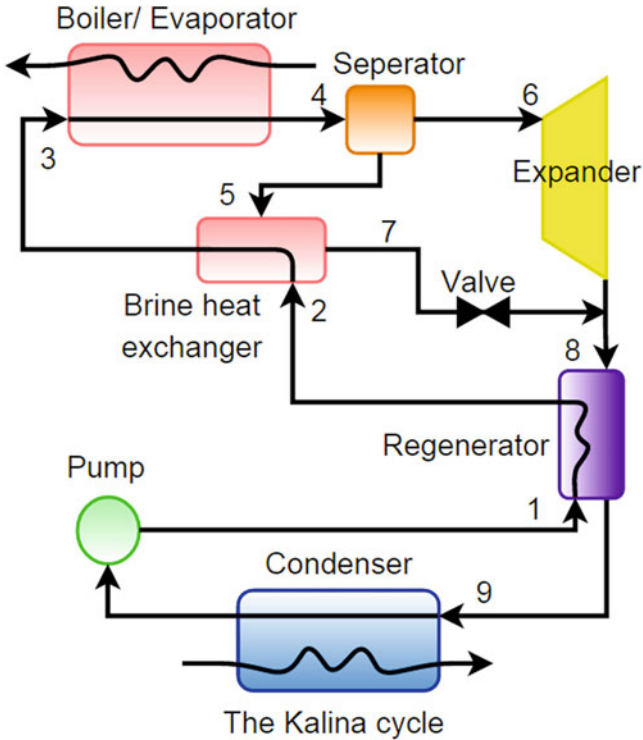 Boiler/ Evaporator
Seperator
4
6
3
Expander
5
7
Valve
Brine heat
exchanger
2
8
Regenerator
Pump
1
Condenser
9
The Kalina cycle